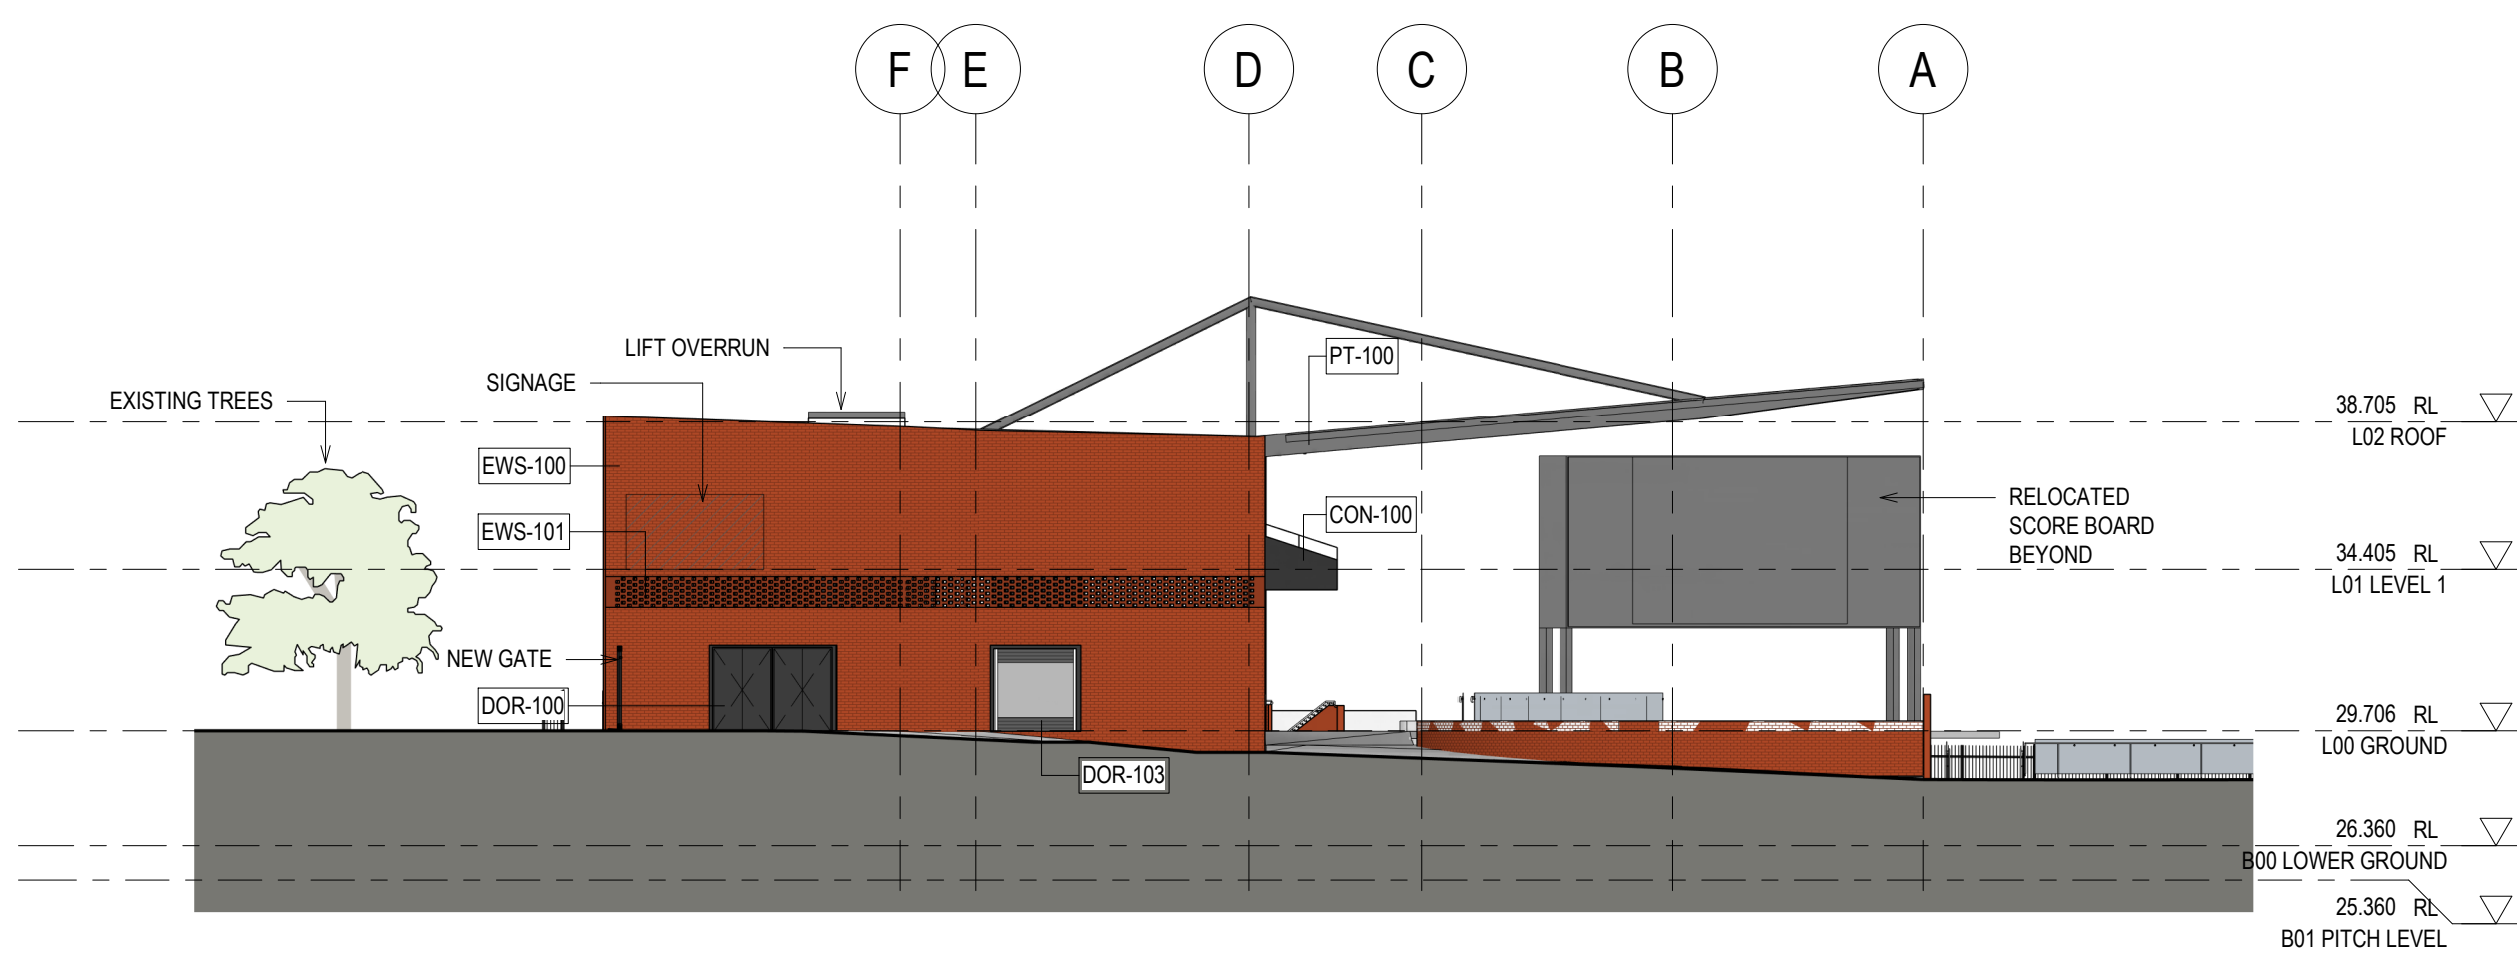 F
E
D
C
B
A
LIFT OVERRUN
PT-100
SIGNAGE
EXISTING TREES
38.705 RL
L02 ROOF
EWS-100
EWS-101
CON-100
RELOCATED
SCORE BOARD
BEYOND
34.405 RL
L01 LEVEL 1
NEW GATE
DOR-100
29.706 RL
L00 GROUND
DOR-103
26.360 RL
B00 LOWER GROUND
25.360 RL
B01 PITCH LEVEL